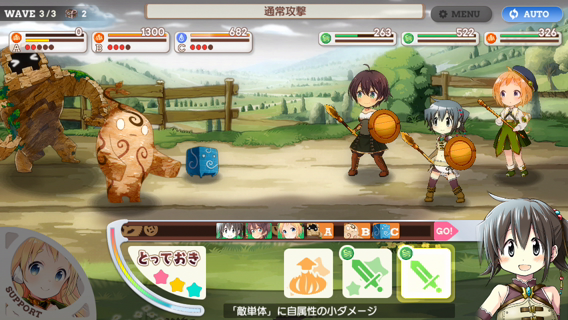 WAVE 3/3 2
通常攻撃
MENU
AUTO
A 0
B 1300
C 682
263
522
326
A B C GO!
とっておき
SUPPORT
「敵単体」に自属性の小ダメージ